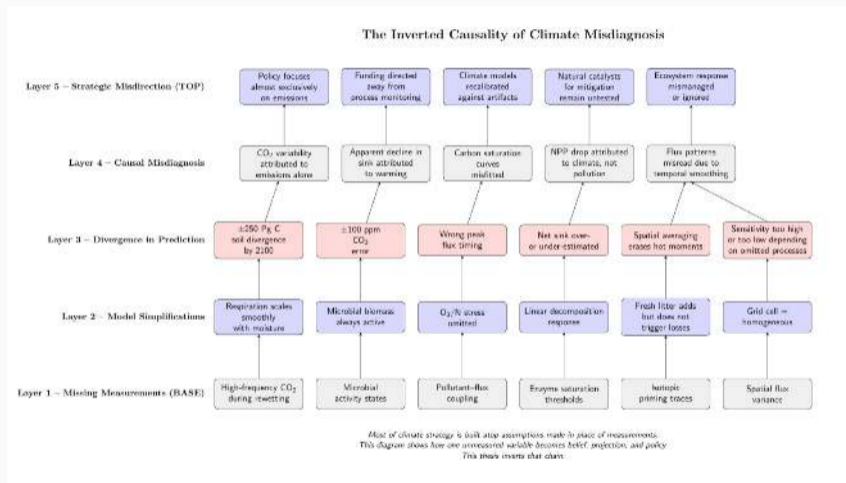 The Inverted Causality of Climate Misdiagnosis
Layer 5 – Strategic Misdirection (TOP)
Policy focuses
almost exclusively
on emissions
Funding directed
away from
process monitoring
Climate models
recalibrated
against artifacts
Natural catalysts
for mitigation
remain untested
Ecosystem response
mismanaged
or ignored
Layer 4 – Causal Misdiagnosis
CO₂ variability
attributed to
emissions alone
Apparent decline in
sink attributed
to warming
Carbon saturation
curves
misfitted
NPP drop attributed
to climate, not
pollution
Flux patterns
misread due to
temporal smoothing
Layer 3 – Divergence in Prediction
±250 Pg C
soil divergence
by 2100
±100 ppm
CO₂
error
Wrong peak
flux timing
Net sink over-
or under-estimated
Spatial averaging
erases hot moments
Sensitivity too high
or too low depending
on omitted processes
Layer 2 – Model Simplifications
Respiration scales
smoothly
with moisture
Microbial biomass
always active
O₃/N stress
omitted
Linear decomposition
response
Fresh litter adds
but does not
trigger losses
Grid cell =
homogeneous
Layer 1 – Missing Measurements (BASE)
High-frequency CO₂
during rewetting
Microbial
activity states
Pollutant–flux
coupling
Enzyme saturation
thresholds
Isotopic
priming traces
Spatial flux
variance
Most of climate strategy is built atop assumptions made in place of measurements.
This diagram shows how one unmeasured variable becomes belief, projection, and policy.
This thesis inverts that chain.